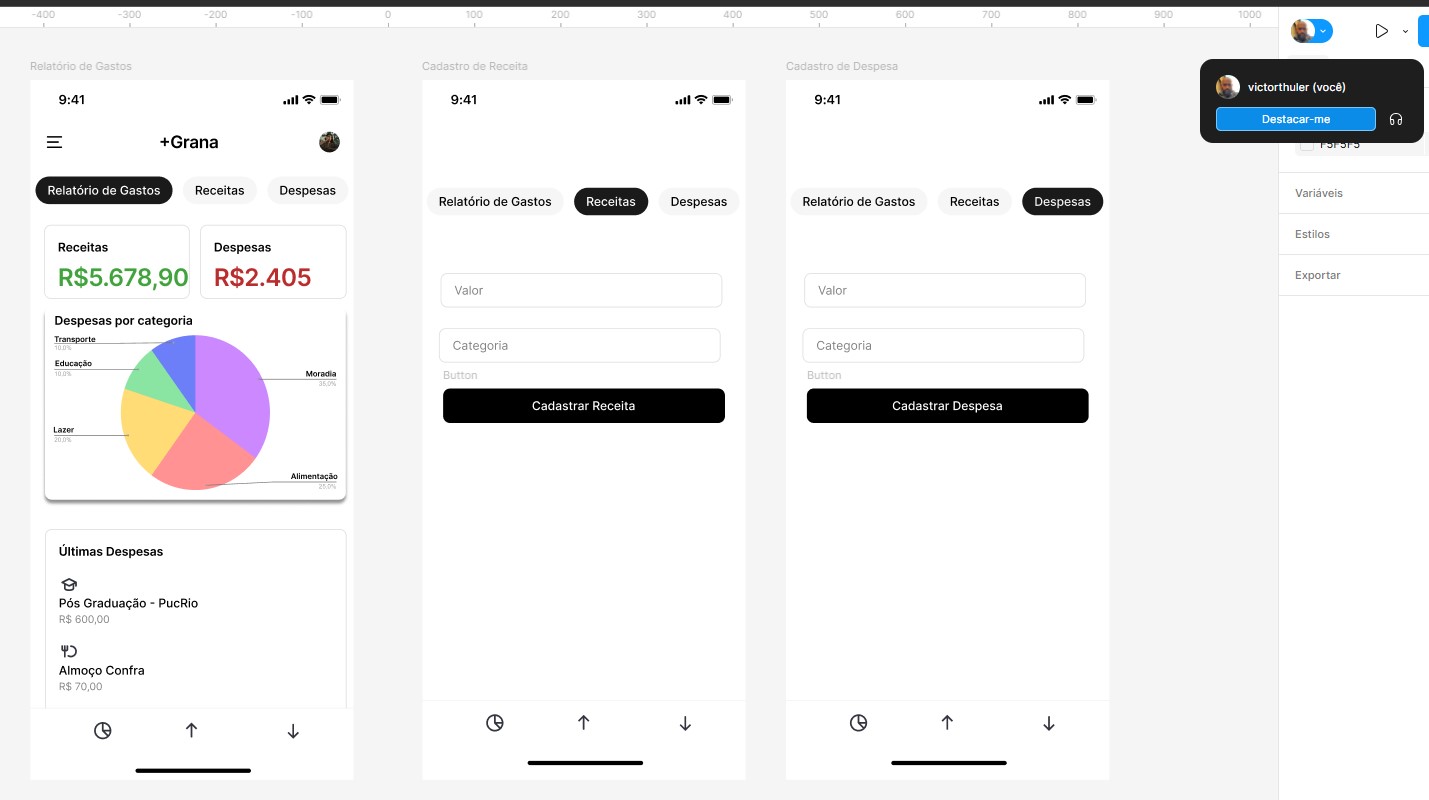 -400 -300 -200 -100 0 100 200 300 400 500 600 700 800 900 1000
victorthuler (você)
Destacar-me
F5F5F5
Variáveis
Estilos
Exportar
Relatório de Gastos
9:41
+Grana
Relatório de Gastos Receitas Despesas
Receitas
R$5.678,90
Despesas
R$2.405
Despesas por categoria
Transporte
10,0%
Educação
10,0%
Moradia
35,0%
Lazer
20,0%
Alimentação
25,0%
Últimas Despesas
Pós Graduação - PucRio
R$ 600,00
Almoço Confra
R$ 70,00
Cadastro de Receita
9:41
Relatório de Gastos Receitas Despesas
Valor
Categoria
Button
Cadastrar Receita
Cadastro de Despesa
9:41
Relatório de Gastos Receitas Despesas
Valor
Categoria
Button
Cadastrar Despesa